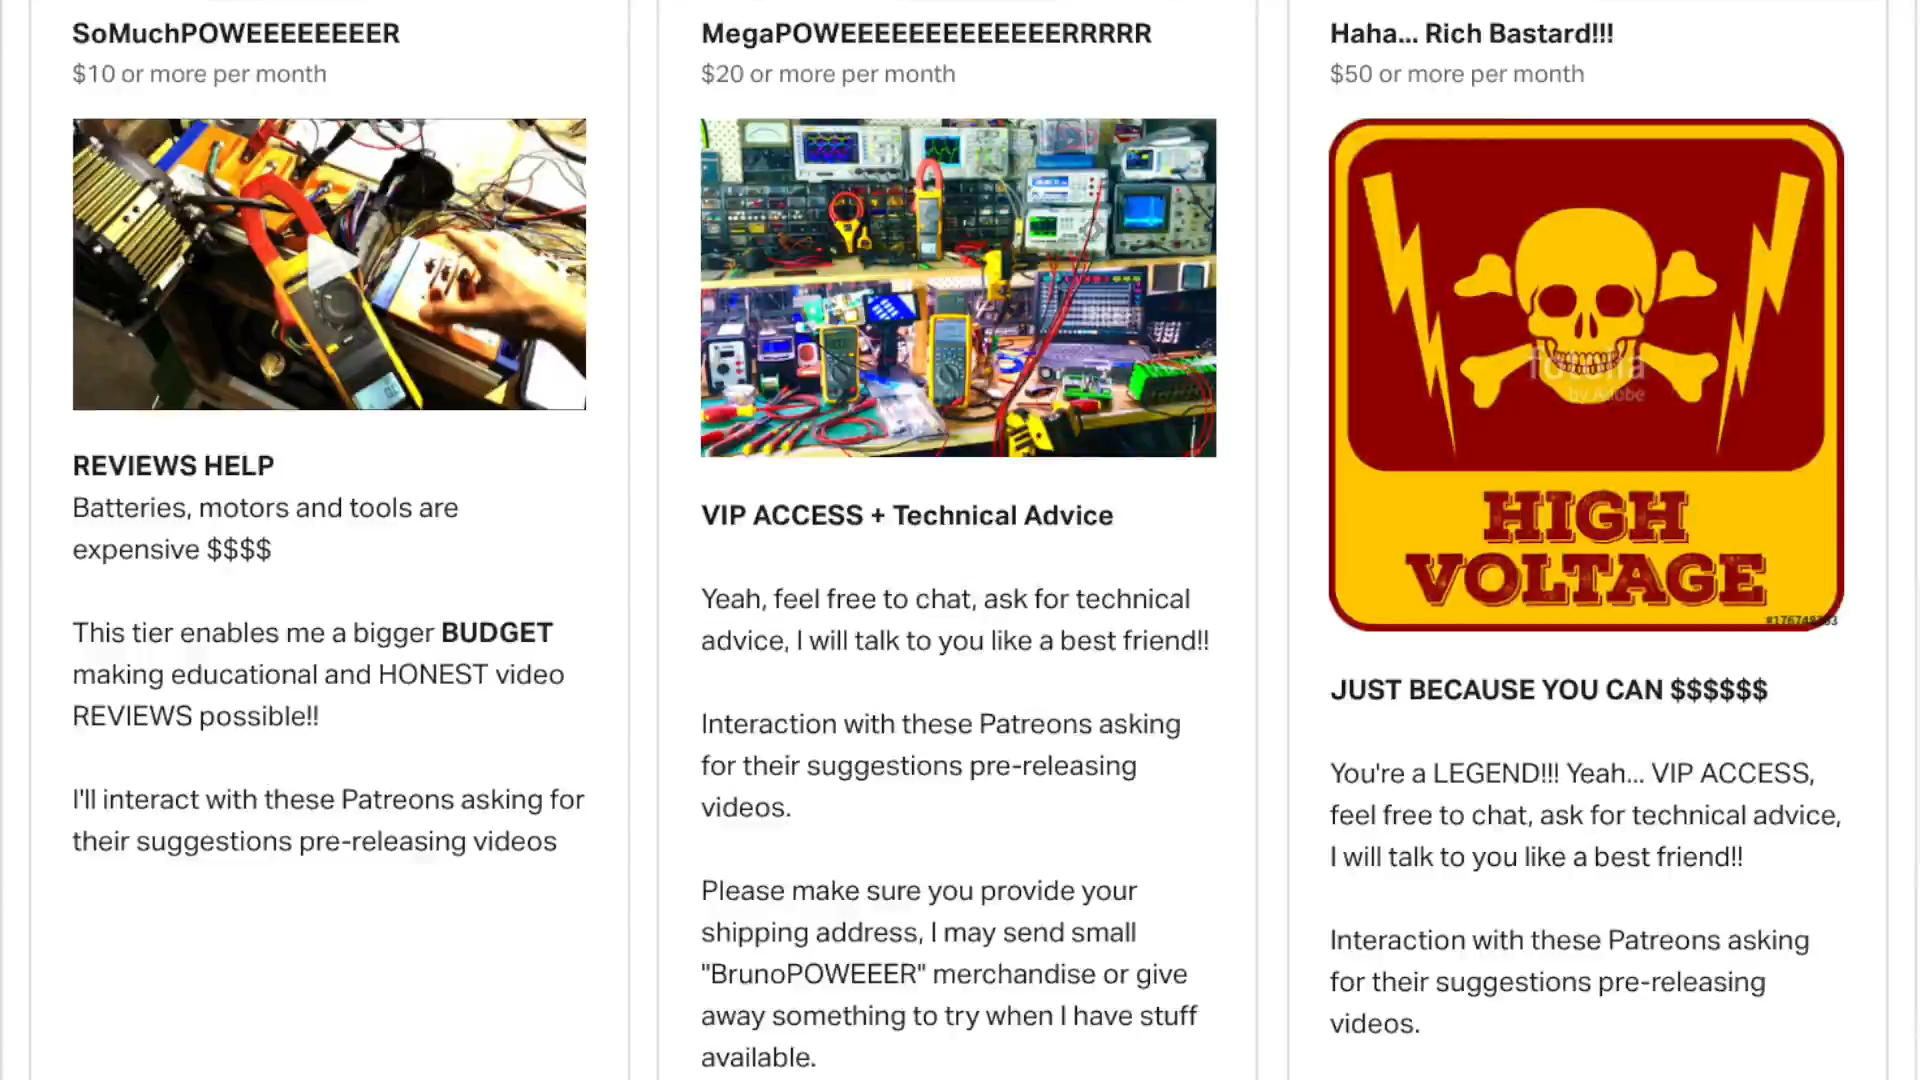 SoMuchPOWEEEEEEEER
$10 or more per month
REVIEWS HELP
Batteries, motors and tools are
expensive $$$$
This tier enables me a bigger BUDGET
making educational and HONEST video
REVIEWS possible!!
I'll interact with these Patreons asking for
their suggestions pre-releasing videos
MegaPOWEEEEEEEEEEEEERRRRR
$20 or more per month
VIP ACCESS + Technical Advice
Yeah, feel free to chat, ask for technical
advice, I will talk to you like a best friend!!
Interaction with these Patreons asking
for their suggestions pre-releasing
videos.
Please make sure you provide your
shipping address, I may send small
"BrunoPOWEEER" merchandise or give
away something to try when I have stuff
available.
Haha... Rich Bastard!!!
$50 or more per month
fotolia
by Adobe
HIGH
VOLTAGE
JUST BECAUSE YOU CAN $$$$$$
You're a LEGEND!!! Yeah... VIP ACCESS,
feel free to chat, ask for technical advice,
I will talk to you like a best friend!!
Interaction with these Patreons asking
for their suggestions pre-releasing
videos.